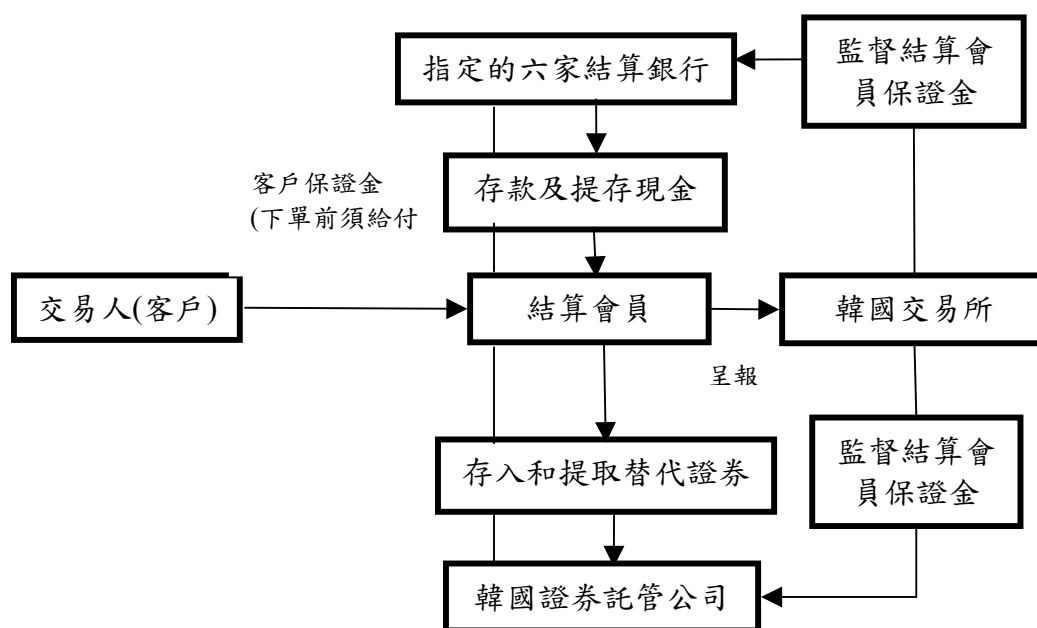 指定的六家結算銀行
監督結算會
員保證金
客戶保證金
(下單前須給付
存款及提存現金
交易人(客戶)
結算會員
韓國交易所
呈報
存入和提取替代證券
監督結算會
員保證金
韓國證券託管公司